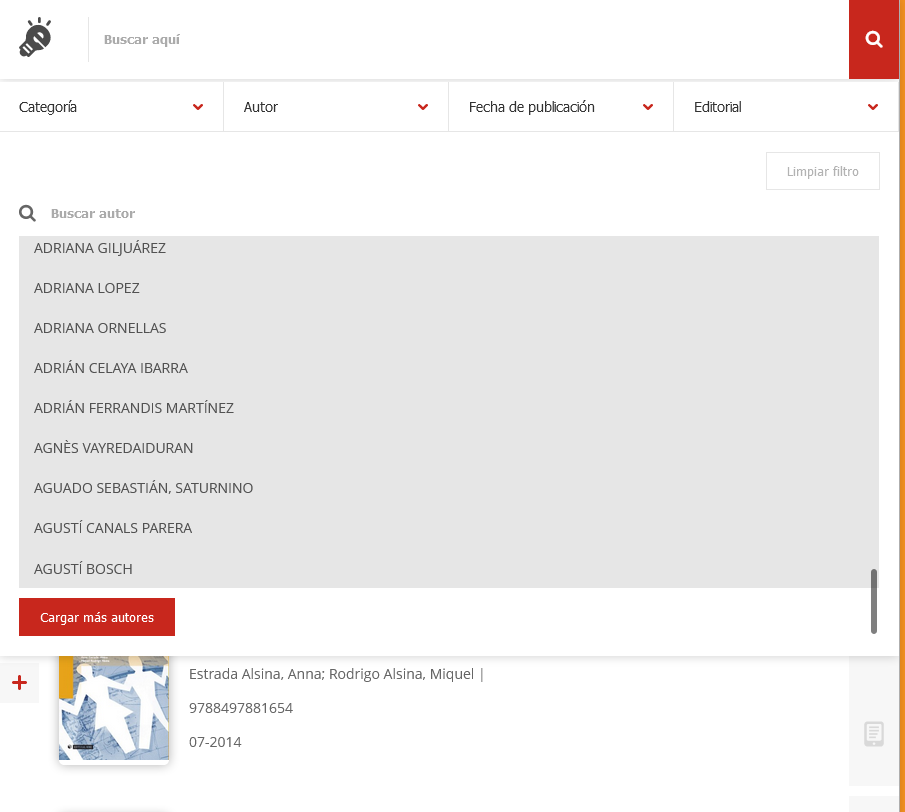 Buscar aquí
Categoría
Autor
Fecha de publicación
Editorial
Limpiar filtro
Buscar autor
ADRIANA GILJUÁREZ
ADRIANA LOPEZ
ADRIANA ORNELLAS
ADRIÁN CELAYA IBARRA
ADRIÁN FERRANDIS MARTÍNEZ
AGNÈS VAYREDAIDURAN
AGUADO SEBASTIÁN, SATURNINO
AGUSTÍ CANALS PARERA
AGUSTÍ BOSCH
Cargar más autores
Estrada Alsina, Anna; Rodrigo Alsina, Miquel |
9788497881654
07-2014